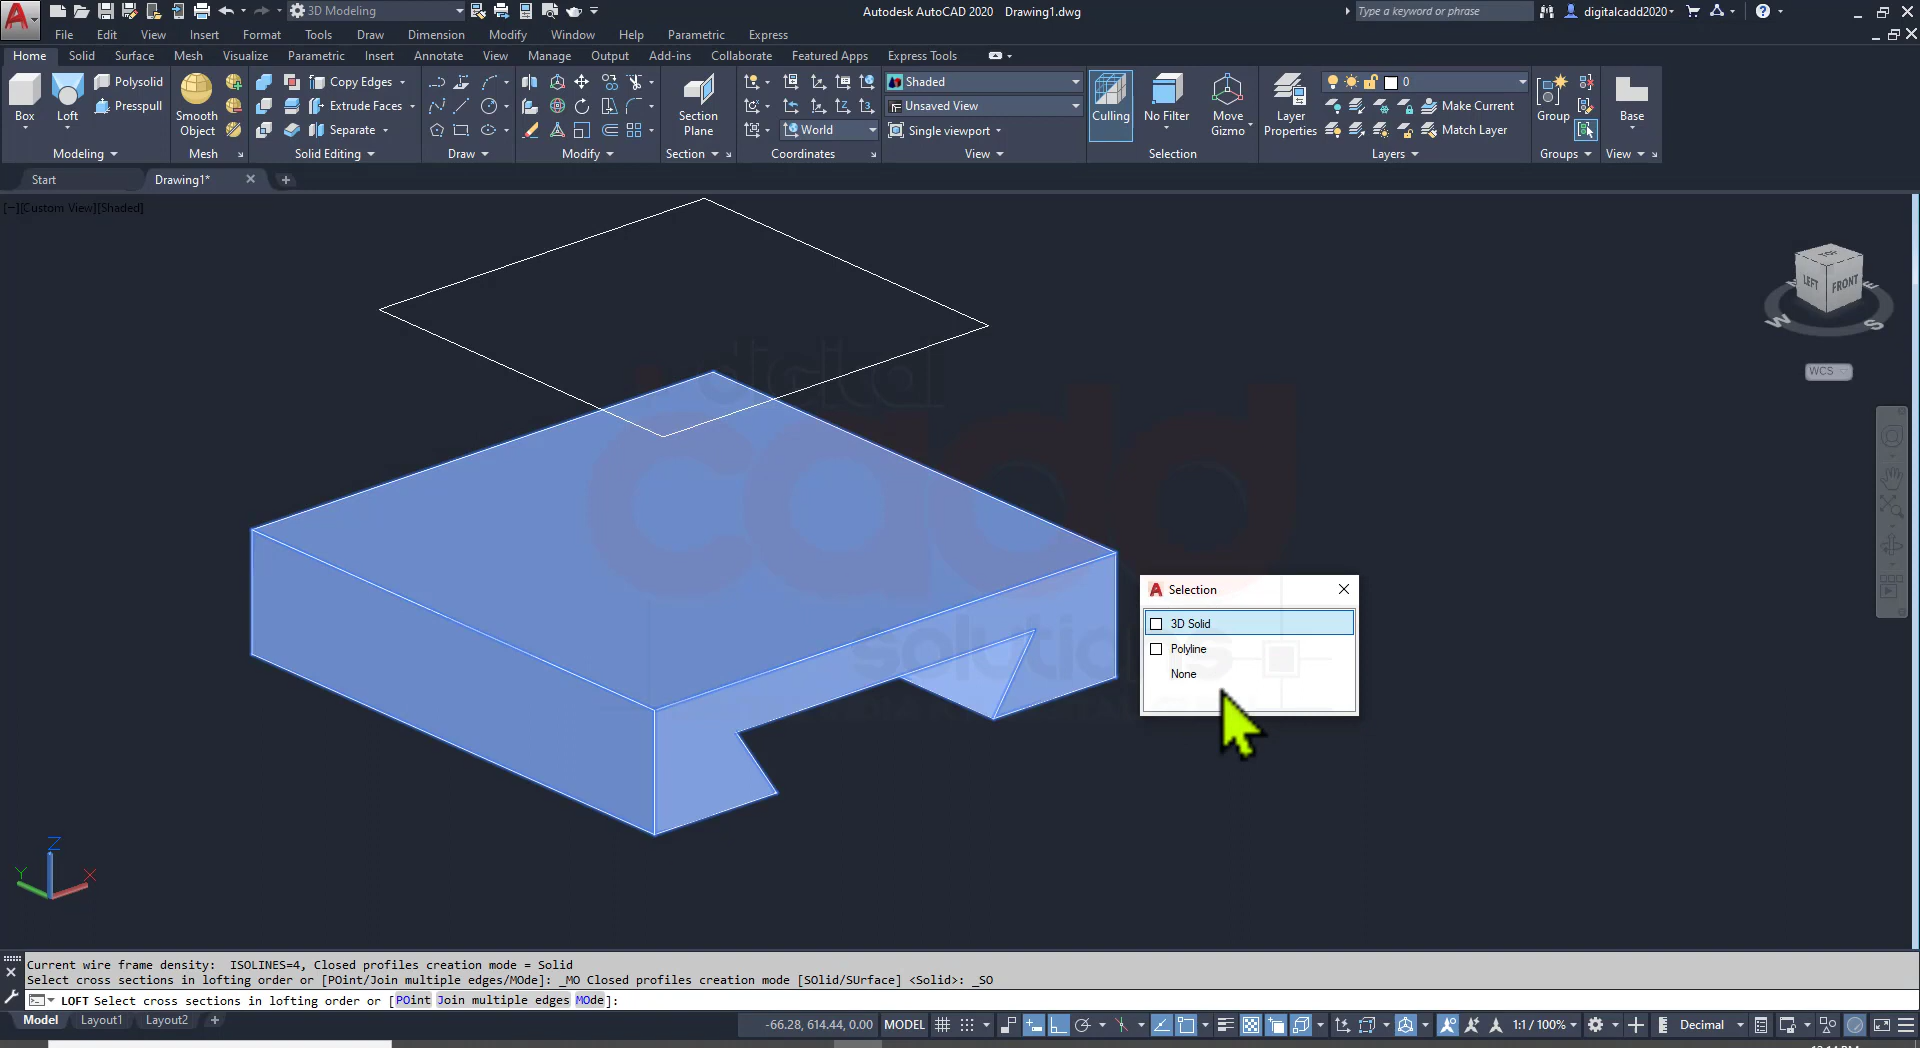 3D Modeling
Autodesk AutoCAD 2020 Drawing1.dwg
Type a keyword or phrase
digitalcadd2020
File Edit View Insert Format Tools Draw Dimension Modify Window Help Parametric Express
Home Solid Surface Mesh Visualize Parametric Insert Annotate View Manage Output Add-ins Collaborate Featured Apps Express Tools
Box
Loft
Polysolid
Presspull
Modeling
Smooth
Object
Mesh
Copy Edges
Extrude Faces
Separate
Solid Editing
Draw
Modify
Section
Plane
Section
World
Coordinates
Shaded
Unsaved View
Single viewport
View
Culling
No Filter
Move
Gizmo
Selection
Layer
Properties
0
Make Current
Match Layer
Layers
Group
Groups
Base
View
Start
Drawing1*
[−][Custom View][Shaded]
TOP
LEFT
FRONT
W
S
E
WCS
digital
cadd
solutions
Selection
3D Solid
Polyline
None
Z
Y
X
Current wire frame density: ISOLINES=4, Closed profiles creation mode = Solid
Select cross sections in lofting order or [POint/Join multiple edges/MOde]: _MO Closed profiles creation mode [SOlid/SUrface] <Solid>: _SO
LOFT Select cross sections in lofting order or [POint Join multiple edges MOde]:
Model Layout1 Layout2
-66.28, 614.44, 0.00 MODEL
1:1 / 100%
Decimal